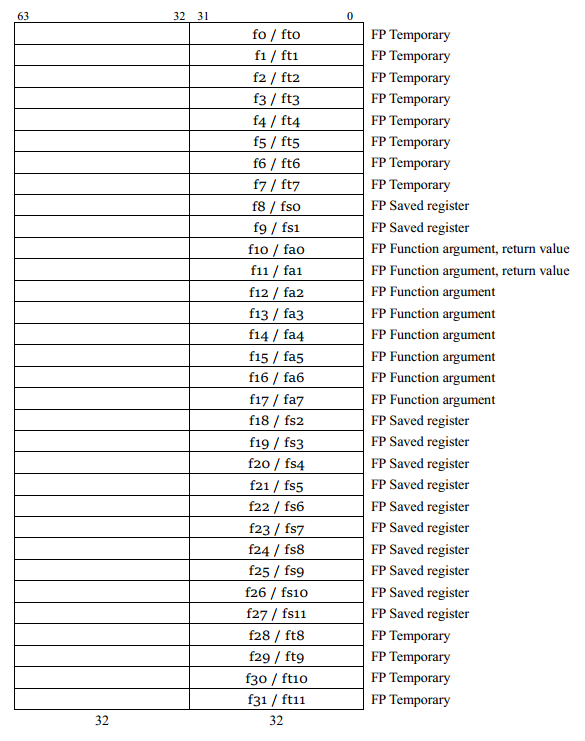 63 32 31 0
f0 / ft0 FP Temporary
f1 / ft1 FP Temporary
f2 / ft2 FP Temporary
f3 / ft3 FP Temporary
f4 / ft4 FP Temporary
f5 / ft5 FP Temporary
f6 / ft6 FP Temporary
f7 / ft7 FP Temporary
f8 / fs0 FP Saved register
f9 / fs1 FP Saved register
f10 / fa0 FP Function argument, return value
f11 / fa1 FP Function argument, return value
f12 / fa2 FP Function argument
f13 / fa3 FP Function argument
f14 / fa4 FP Function argument
f15 / fa5 FP Function argument
f16 / fa6 FP Function argument
f17 / fa7 FP Function argument
f18 / fs2 FP Saved register
f19 / fs3 FP Saved register
f20 / fs4 FP Saved register
f21 / fs5 FP Saved register
f22 / fs6 FP Saved register
f23 / fs7 FP Saved register
f24 / fs8 FP Saved register
f25 / fs9 FP Saved register
f26 / fs10 FP Saved register
f27 / fs11 FP Saved register
f28 / ft8 FP Temporary
f29 / ft9 FP Temporary
f30 / ft10 FP Temporary
f31 / ft11 FP Temporary
32 32